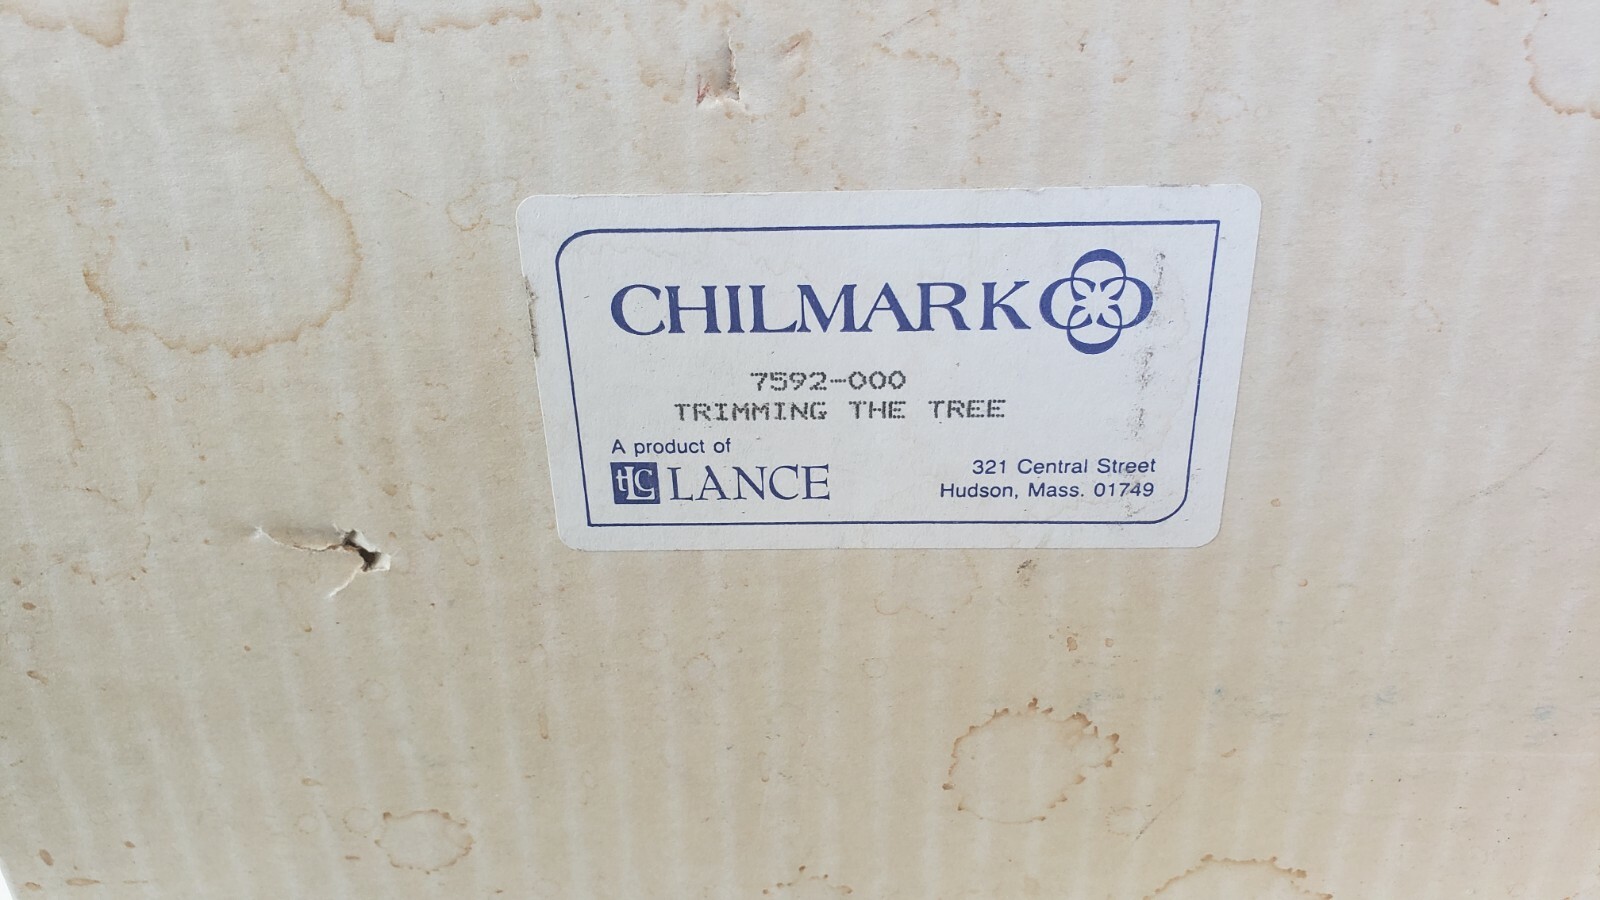 CHILMARK
7592-000
TRIMMING THE TREE
A product of
tLC LANCE
321 Central Street
Hudson, Mass. 01749